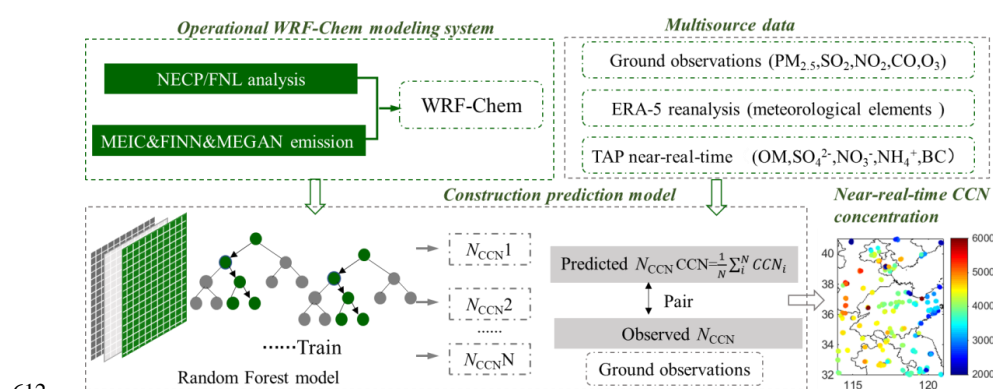 Operational WRF-Chem modeling system
Multisource data
NECP/FNL analysis
MEIC&FINN&MEGAN emission
WRF-Chem
Ground observations (PM2.5,SO2,NO2,CO,O3)
ERA-5 reanalysis (meteorological elements )
TAP near-real-time (OM,SO4²⁻,NO3⁻,NH4⁺,BC)
Construction prediction model
Near-real-time CCN
concentration
NCCN1
NCCN2
......
NCCNN
......Train
Random Forest model
Predicted NCCN CCN=1/N ∑ᵢᴺ CCNᵢ
Pair
Observed NCCN
Ground observations
40
38
36
34
32
115 120
6000
5000
4000
3000
2000